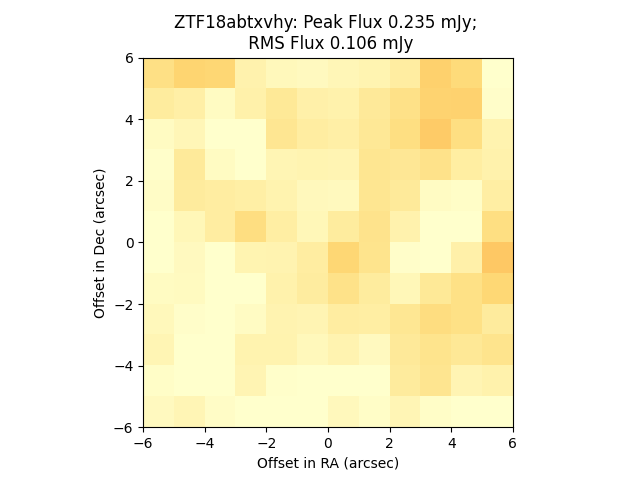 ZTF18abtxvhy: Peak Flux 0.235 mJy;
RMS Flux 0.106 mJy
6
4
2
0
−2
−4
−6
Offset in Dec (arcsec)
−6 −4 −2 0 2 4 6
Offset in RA (arcsec)